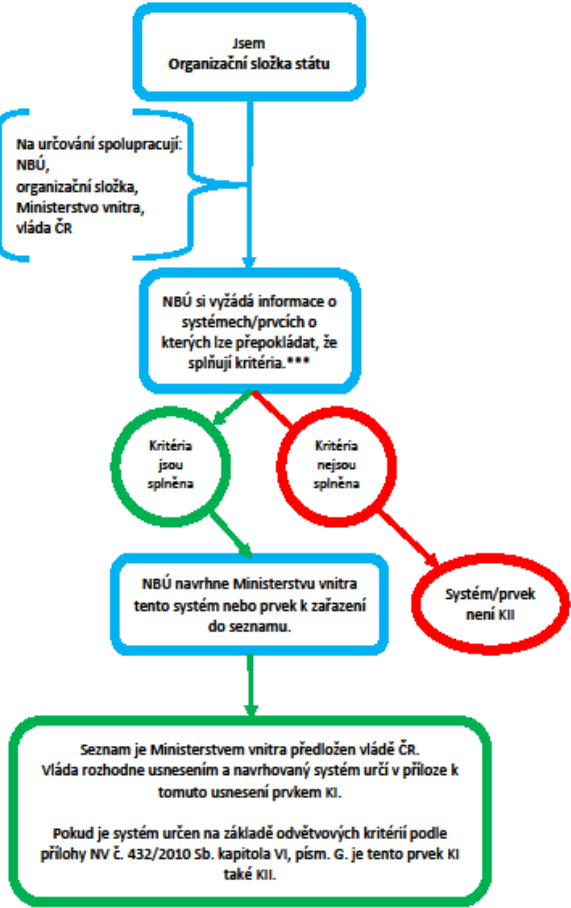 Jsem
Organizační složka státu
Na určování spolupracují:
NBÚ,
organizační složka,
Ministerstvo vnitra,
vláda ČR
NBÚ si vyžádá informace o
systémech/prvcích o
kterých lze přepokládat, že
splňují kritéria.***
Kritéria
jsou
splněna
Kritéria
nejsou
splněna
NBÚ navrhne Ministerstvu vnitra
tento systém nebo prvek k zařazení
do seznamu.
Systém/prvek
není KII
Seznam je Ministerstvem vnitra předložen vládě ČR.
Vláda rozhodne usnesením a navrhovaný systém určí v příloze k
tomuto usnesení prvkem KI.
Pokud je systém určen na základě odvětvových kritérií podle
přílohy NV č. 432/2010 Sb. kapitola VI, písm. G. je tento prvek KI
také KII.